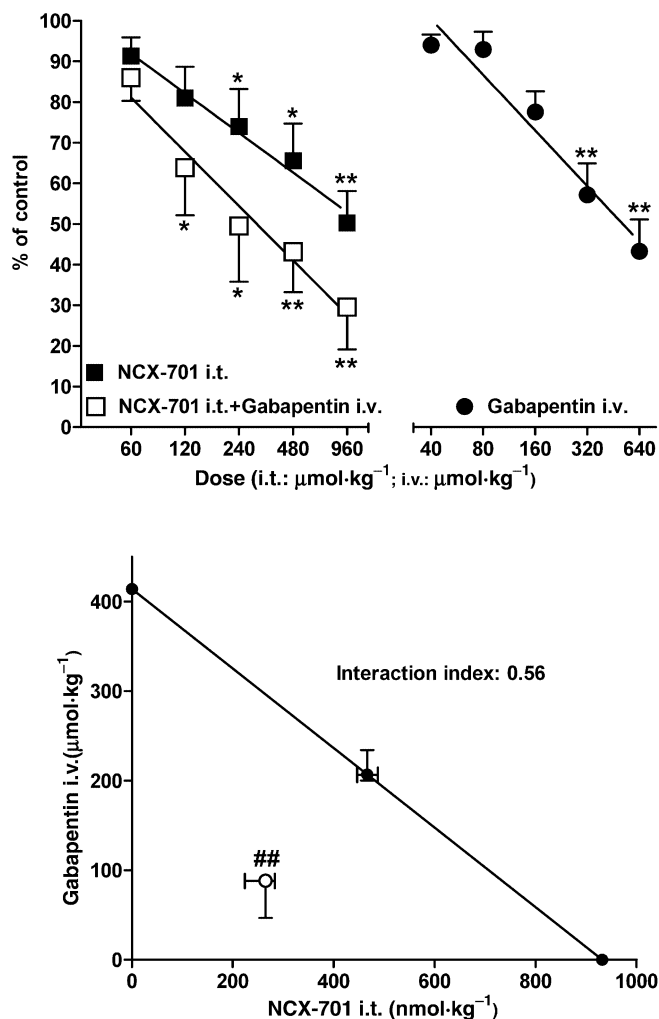 100
90
80
70
60
50
40
30
20
10
0
% of control
* * **
* * ** **
** **
NCX-701 i.t.
NCX-701 i.t.+Gabapentin i.v.
Gabapentin i.v.
60 120 240 480 960
40 80 160 320 640
Dose (i.t.: μmol·kg⁻¹; i.v.: μmol·kg⁻¹)
400
300
200
100
0
Gabapentin i.v.(μmol·kg⁻¹)
Interaction index: 0.56
##
0 200 400 600 800 1000
NCX-701 i.t. (nmol·kg⁻¹)